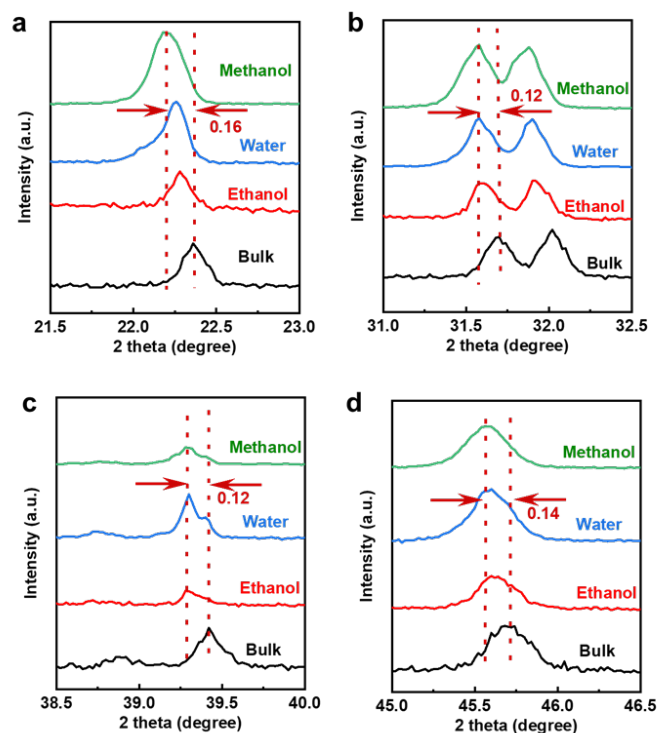 a
Methanol
0.16
Water
Ethanol
Bulk
Intensity (a.u.)
21.5 22.0 22.5 23.0
2 theta (degree)
b
Methanol
0.12
Water
Ethanol
Bulk
Intensity (a.u.)
31.0 31.5 32.0 32.5
2 theta (degree)
c
Methanol
0.12
Water
Ethanol
Bulk
Intensity (a.u.)
38.5 39.0 39.5 40.0
2 theta (degree)
d
Methanol
Water
0.14
Ethanol
Bulk
Intensity (a.u.)
45.0 45.5 46.0 46.5
2 theta (degree)